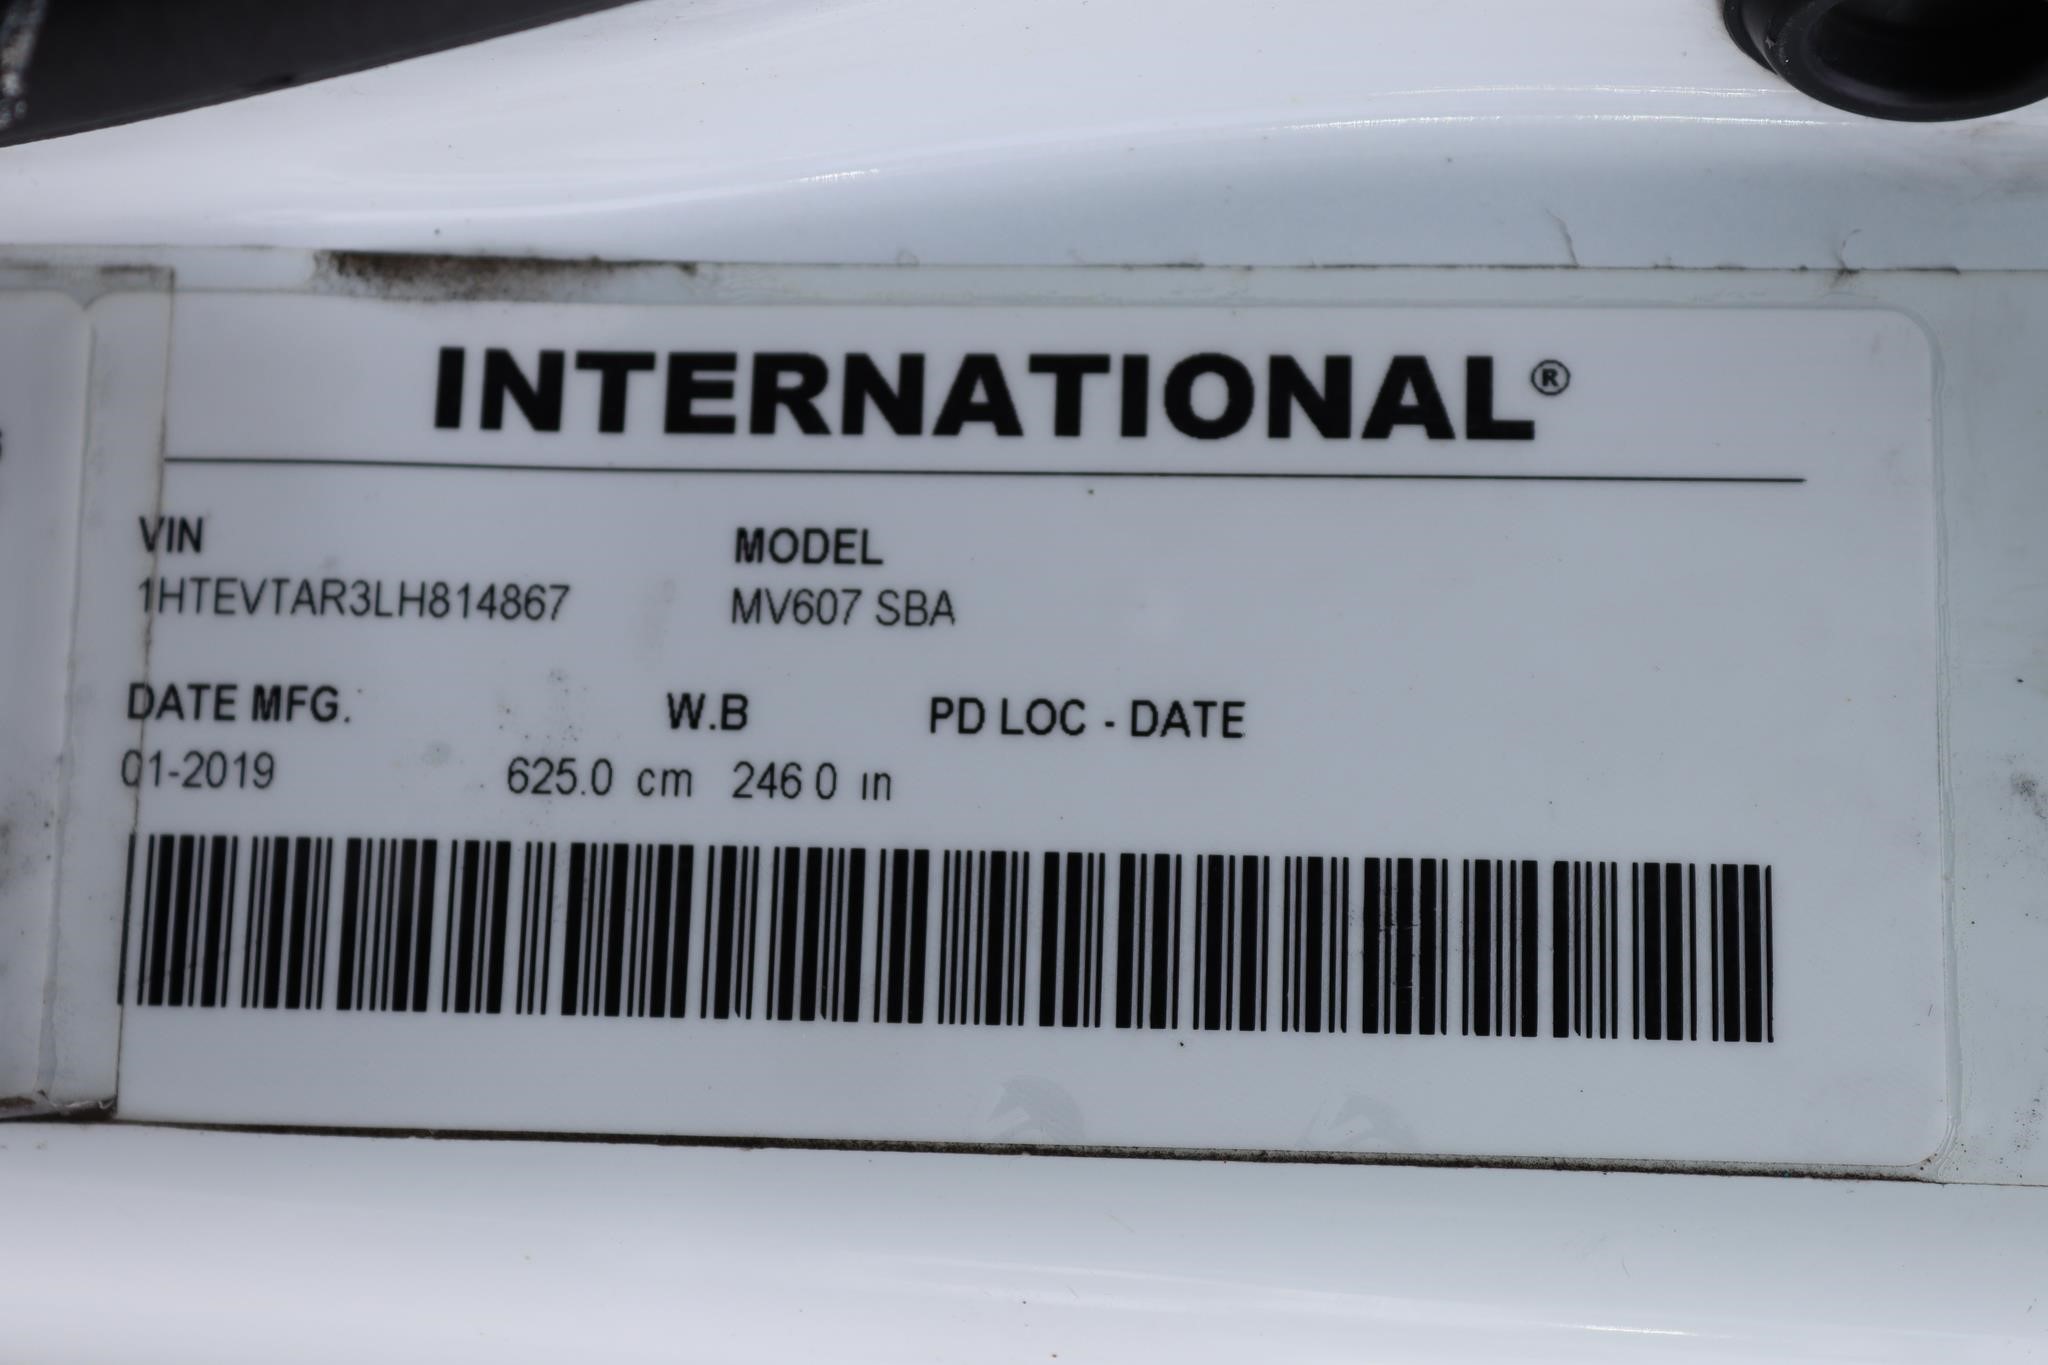 INTERNATIONAL®
VIN MODEL
1HTEVTAR3LH814867 MV607 SBA
DATE MFG. W.B PD LOC - DATE
01-2019 625.0 cm 246 0 in